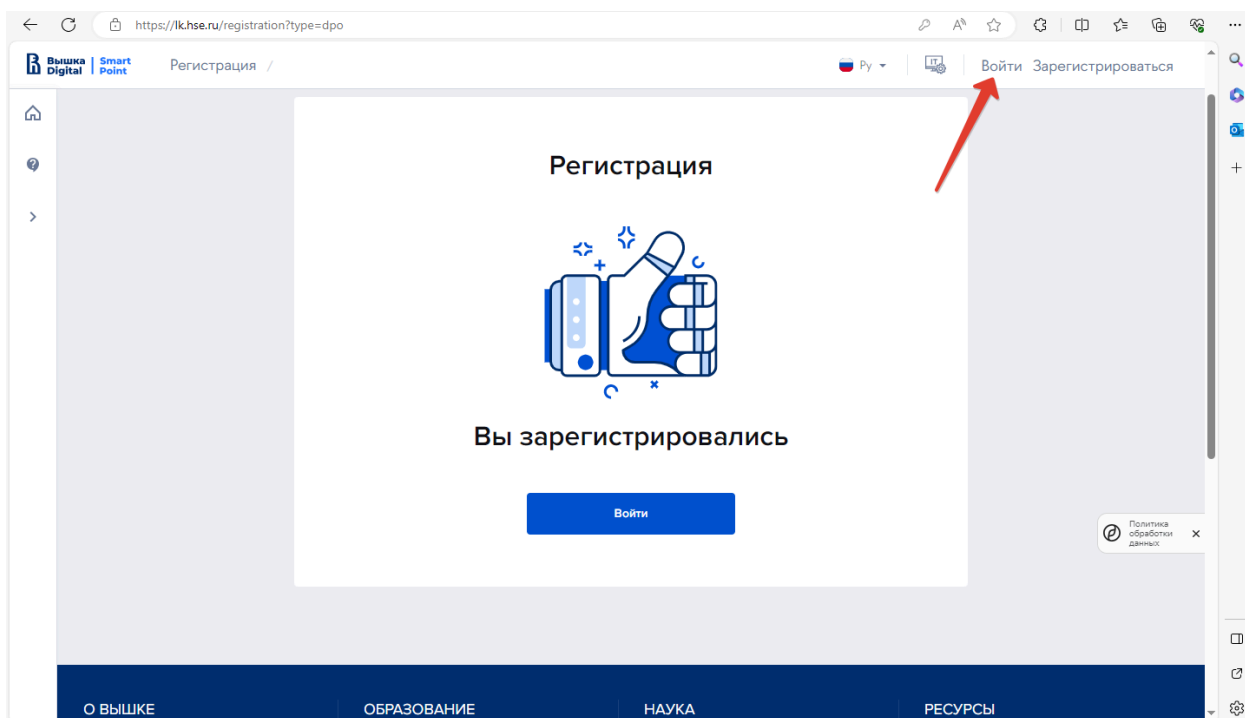 https://lk.hse.ru/registration?type=dpo
Вышка Digital | Smart Point
Регистрация /
Ру
IT
Войти
Зарегистрироваться
Регистрация
Вы зарегистрировались
Войти
Политика
обработки
данных
О ВЫШКЕ
ОБРАЗОВАНИЕ
НАУКА
РЕСУРСЫ